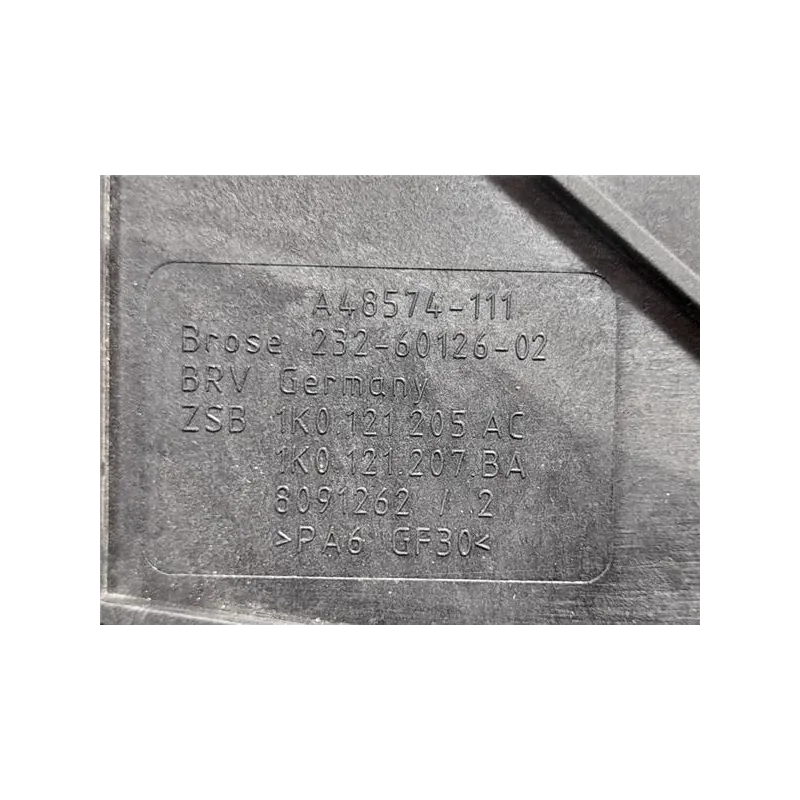 A48574-111
Brose 232-60126-02
BRV Germany
ZSB 1K0.121.205.AC
1K0.121.207.BA
8091262 / 2
>PA6 GF30<